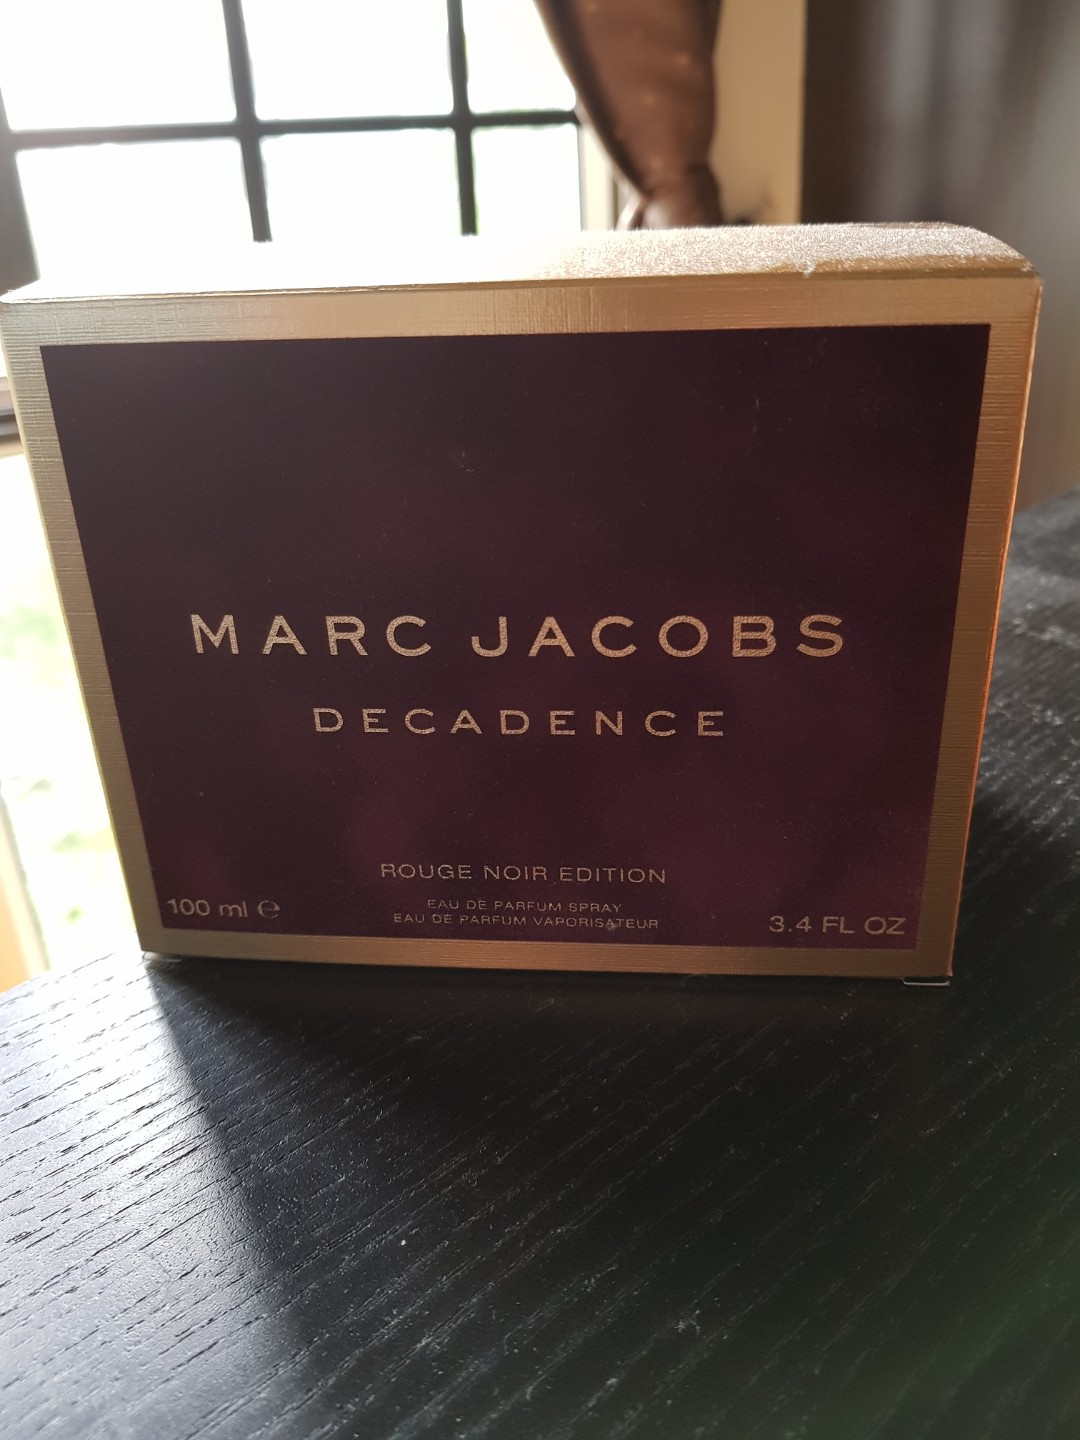 MARC JACOBS
DECADENCE
ROUGE NOIR EDITION
EAU DE PARFUM SPRAY
EAU DE PARFUM VAPORISATEUR
100 ml ℮
3.4 FL OZ